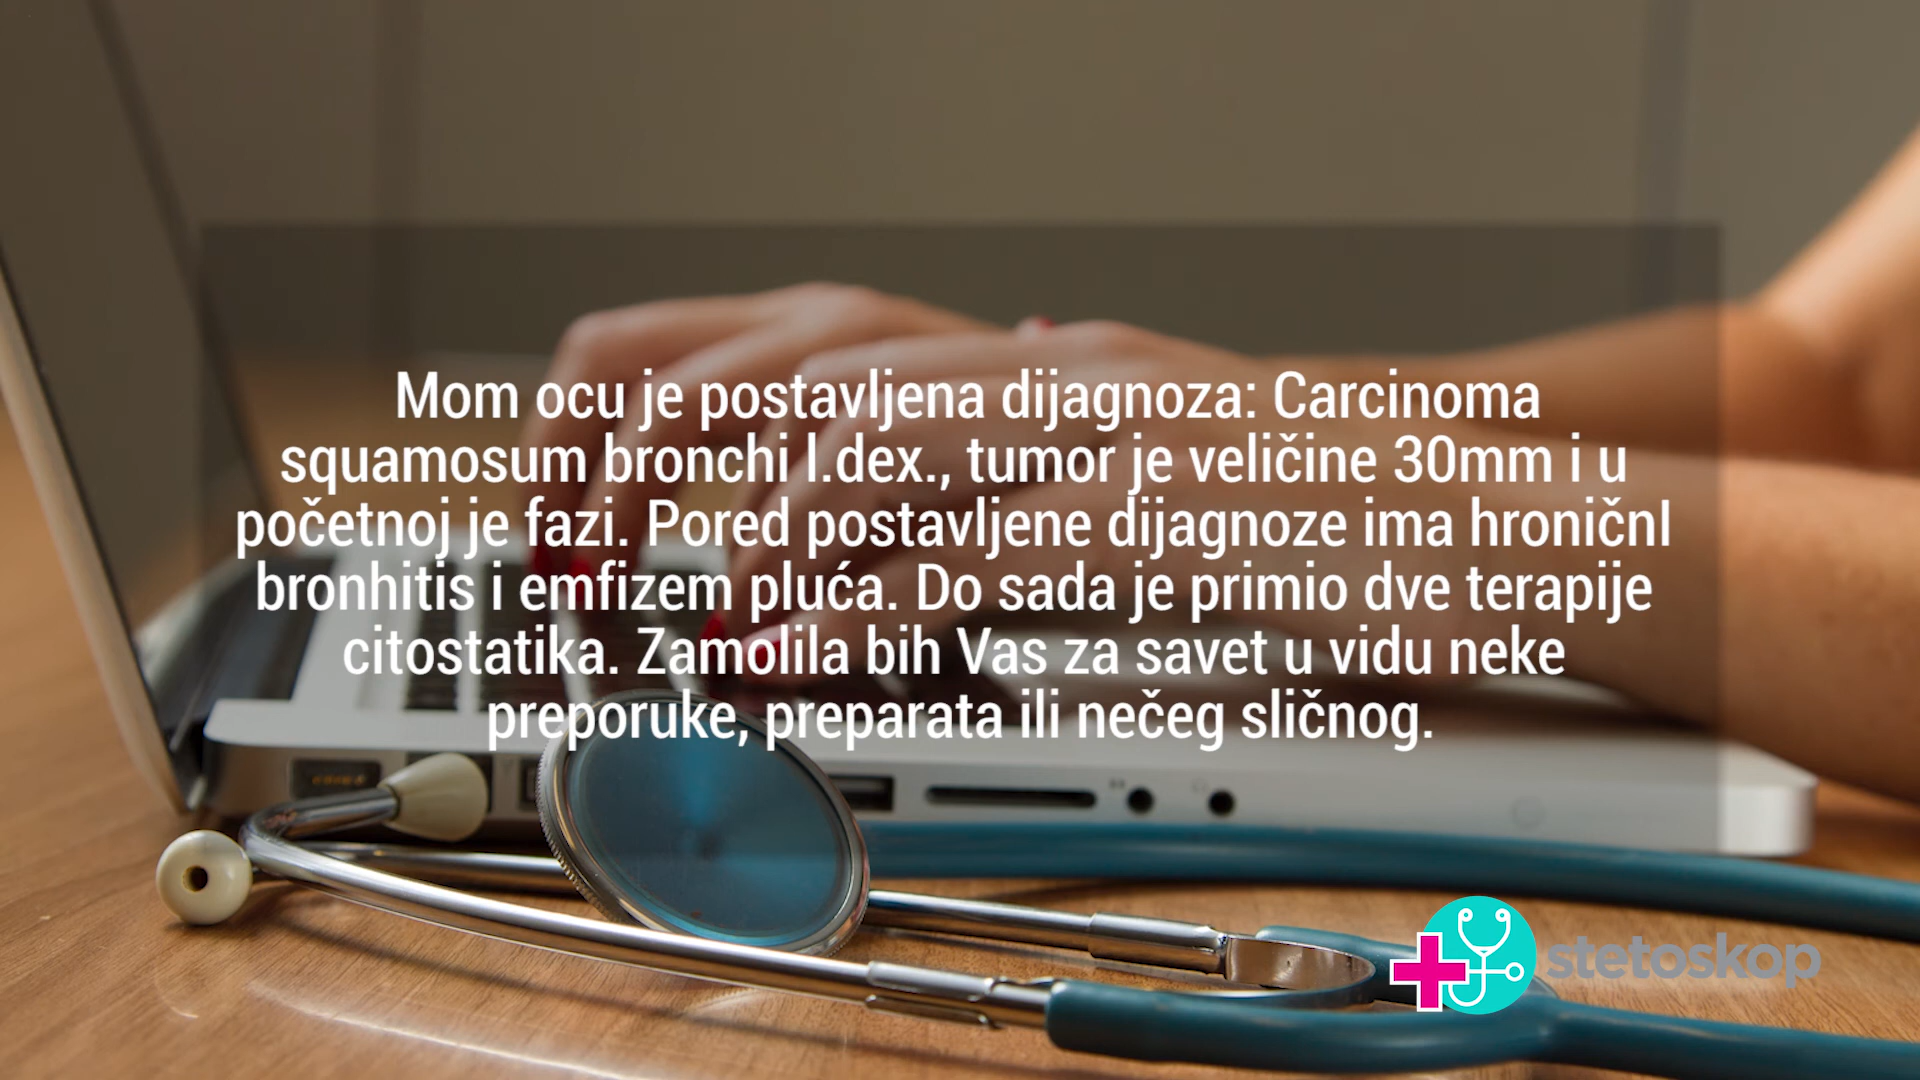 Mom ocu je postavljena dijagnoza: Carcinoma
squamosum bronchi l.dex., tumor je veličine 30mm i u
početnoj je fazi. Pored postavljene dijagnoze ima hroničnI
bronhitis i emfizem pluća. Do sada je primio dve terapije
citostatika. Zamolila bih Vas za savet u vidu neke
preporuke, preparata ili nečeg sličnog.
stetoskop